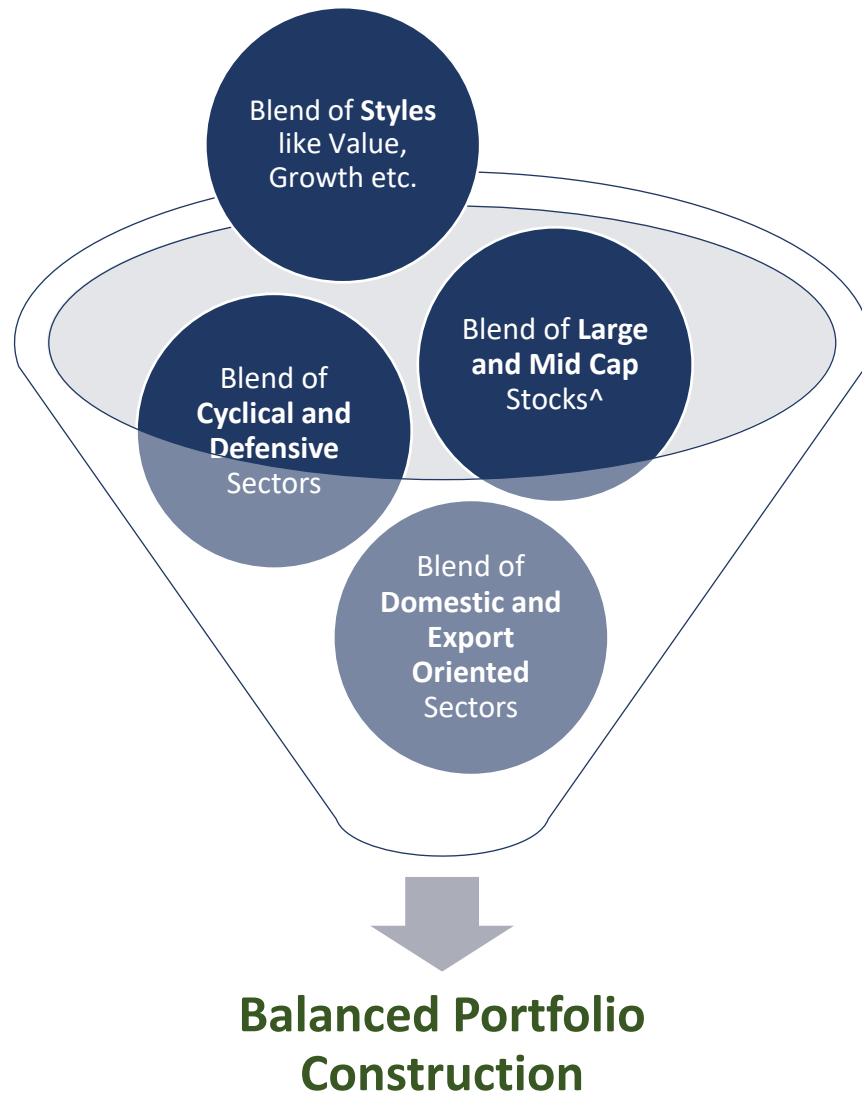 Blend of Styles
like Value,
Growth etc.
Blend of Large
and Mid Cap
Stocks^
Blend of
Cyclical and
Defensive
Sectors
Blend of
Domestic and
Export
Oriented
Sectors
Balanced Portfolio
Construction